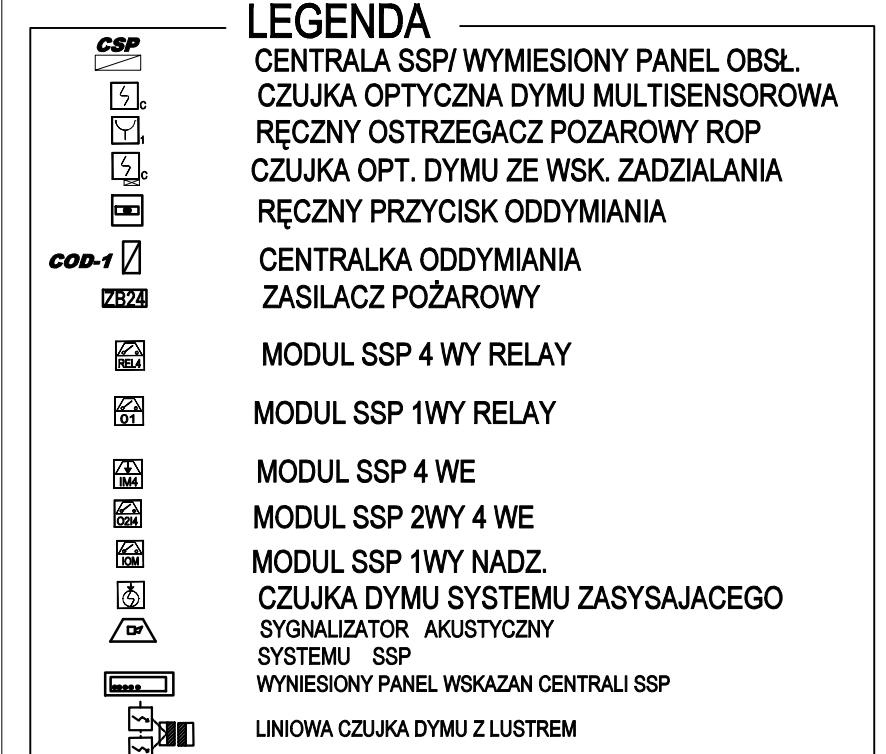 LEGENDA
CSP CENTRALA SSP/ WYMIESIONY PANEL OBSŁ.
C CZUJKA OPTYCZNA DYMU MULTISENSOROWA
1 RĘCZNY OSTRZEGACZ POZAROWY ROP
C CZUJKA OPT. DYMU ZE WSK. ZADZIALANIA
RĘCZNY PRZYCISK ODDYMIANIA
COD-1 CENTRALKA ODDYMIANIA
ZB24 ZASILACZ POŻAROWY
REL4 MODUL SSP 4 WY RELAY
O1 MODUL SSP 1WY RELAY
IM4 MODUL SSP 4 WE
O2I4 MODUL SSP 2WY 4 WE
IOM MODUL SSP 1WY NADZ.
CZUJKA DYMU SYSTEMU ZASYSAJACEGO
SYGNALIZATOR AKUSTYCZNY
SYSTEMU SSP
WYNIESIONY PANEL WSKAZAN CENTRALI SSP
LINIOWA CZUJKA DYMU Z LUSTREM